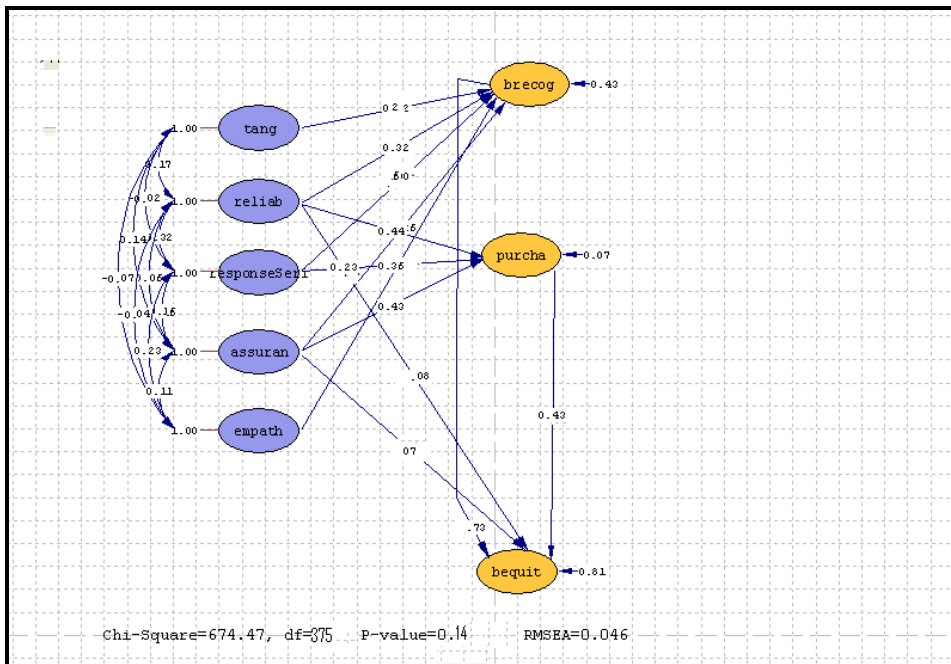 brecog
0.43
1.00
tang
0.32
1.00
reliab
0.44
purcha
0.07
-0.02
0.14
.32
1.00
responseSeri
0.23
0.36
-0.07
0.06
-0.04
0.43
0.23
1.00
assuran
.08
0.11
1.00
empath
0.43
07
.73
bequit
0.81
Chi-Square=674.47, df=375 P-value=0.14 RMSEA=0.046